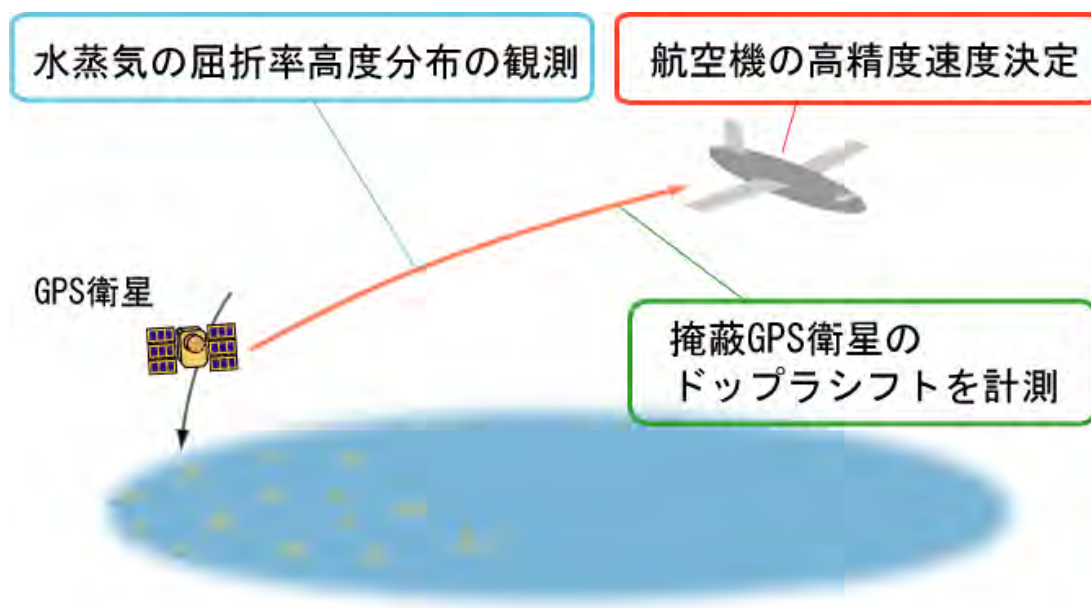 水蒸気の屈折率高度分布の観測
航空機の高精度速度決定
GPS衛星
掩蔽GPS衛星の
ドップラシフトを計測